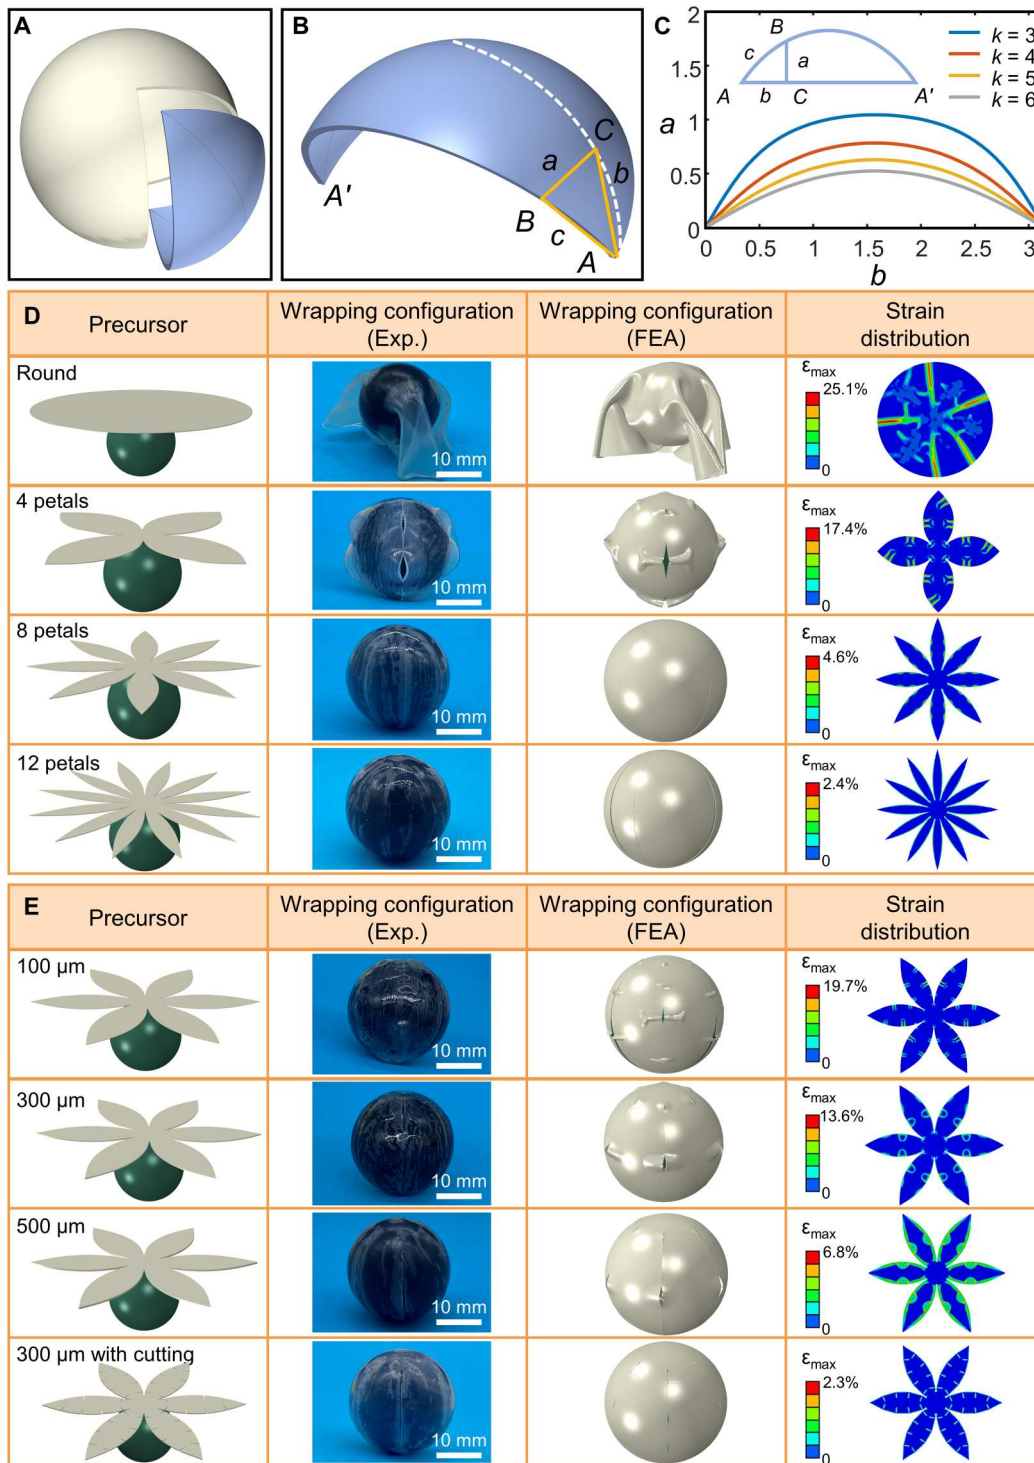 A
B
A'
B
a
C
b
c
A
C
2
1.5
a
1
0.5
0
0
0.5
1
1.5
2
2.5
3
b
B
c
a
A
b
C
A'
k = 3
k = 4
k = 5
k = 6
D
Precursor
Wrapping configuration
(Exp.)
Wrapping configuration
(FEA)
Strain
distribution
Round
10 mm
εmax
25.1%
0
4 petals
10 mm
εmax
17.4%
0
8 petals
10 mm
εmax
4.6%
0
12 petals
10 mm
εmax
2.4%
0
E
Precursor
Wrapping configuration
(Exp.)
Wrapping configuration
(FEA)
Strain
distribution
100 μm
10 mm
εmax
19.7%
0
300 μm
10 mm
εmax
13.6%
0
500 μm
10 mm
εmax
6.8%
0
300 μm with cutting
10 mm
εmax
2.3%
0